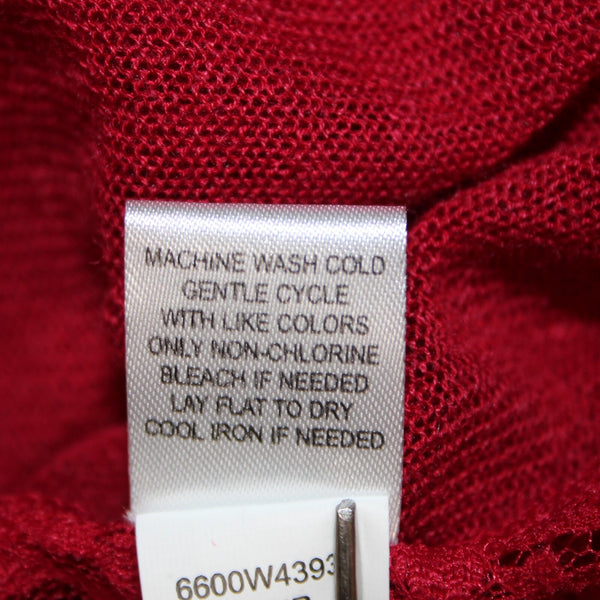 MACHINE WASH COLD
GENTLE CYCLE
WITH LIKE COLORS
ONLY NON-CHLORINE
BLEACH IF NEEDED
LAY FLAT TO DRY
COOL IRON IF NEEDED
6600W4393